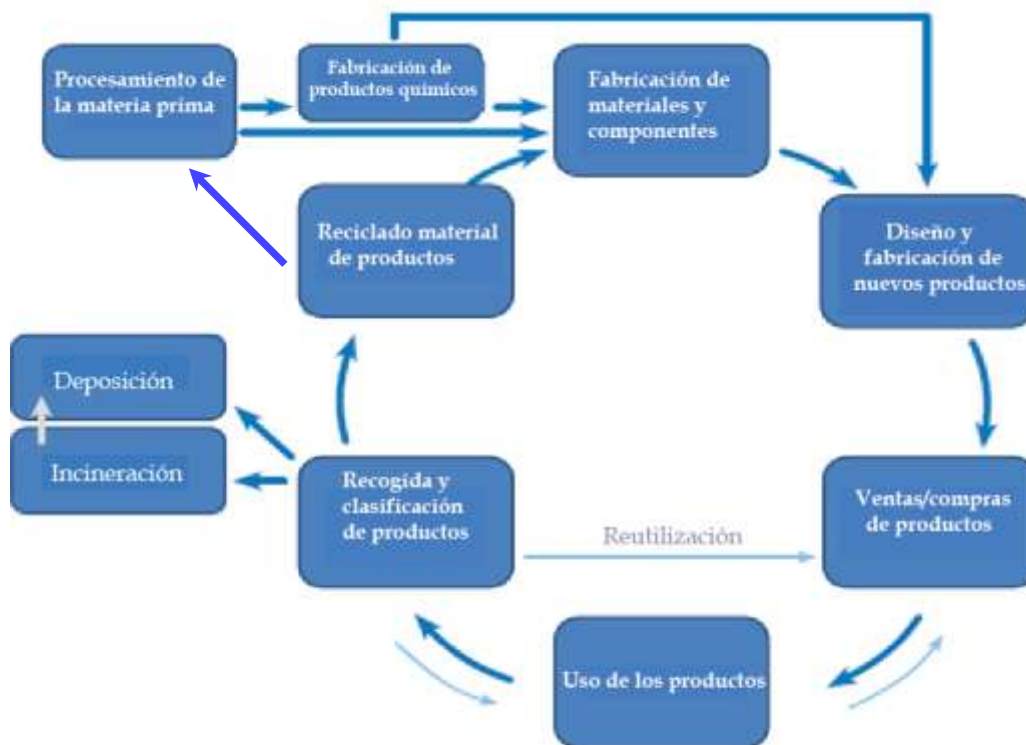 Procesamiento de
la materia prima
Fabricación de
productos químicos
Fabricación de
materiales y
componentes
Reciclado material
de productos
Diseño y
fabricación de
nuevos productos
Deposición
Incineración
Recogida y
clasificación
de productos
Reutilización
Ventas/compras
de productos
Uso de los productos